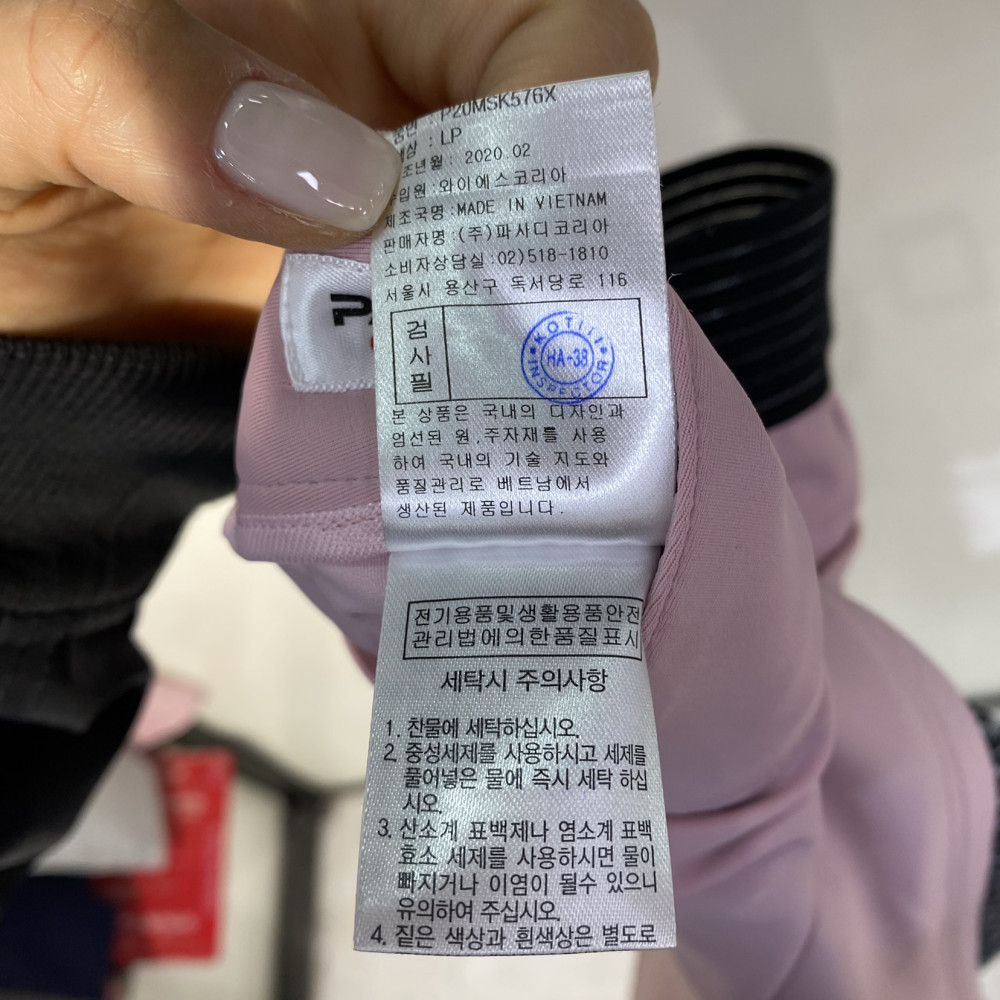 P20MSK576X
: LP
조년월: 2020.02
입원:와이에스코리아
제조국명:MADE IN VIETNAM
판매자명:(주)파사디코리아
소비자상담실:02)518-1810
서울시 용산구 독서당로 116
검사필
KOTITI
HA-38
INSPECTOR
본 상품은 국내의 디자인과
엄선된 원,주자재를 사용
하여 국내의 기술 지도와
품질관리로 베트남에서
생산된 제품입니다.
전기용품및생활용품안전
관리법에의한품질표시
세탁시 주의사항
1. 찬물에 세탁하십시오.
2. 중성세제를 사용하시고 세제를
풀어넣은 물에 즉시 세탁 하십
시오.
3. 산소계 표백제나 염소계 표백
효소 세제를 사용하시면 물이
빠지거나 이염이 될수 있으니
유의하여 주십시오.
4. 짙은 색상과 흰색상은 별도로